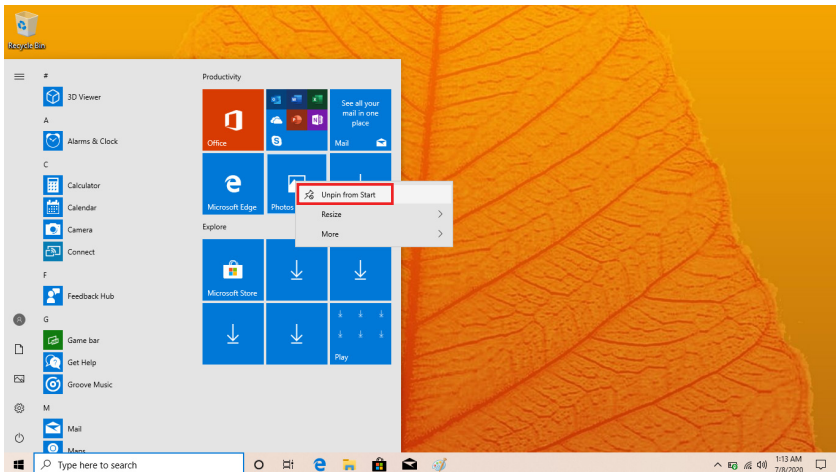 Recycle Bin
#
3D Viewer
A
Alarms & Clock
C
Calculator
Calendar
Camera
Connect
F
Feedback Hub
G
Game bar
Get Help
Groove Music
M
Mail
Maps
Productivity
Office
See all your
mail in one
place
Mail
Microsoft Edge
Photos
Unpin from Start
Resize
More
Explore
Microsoft Store
Play
Type here to search
1:13 AM
7/8/2020